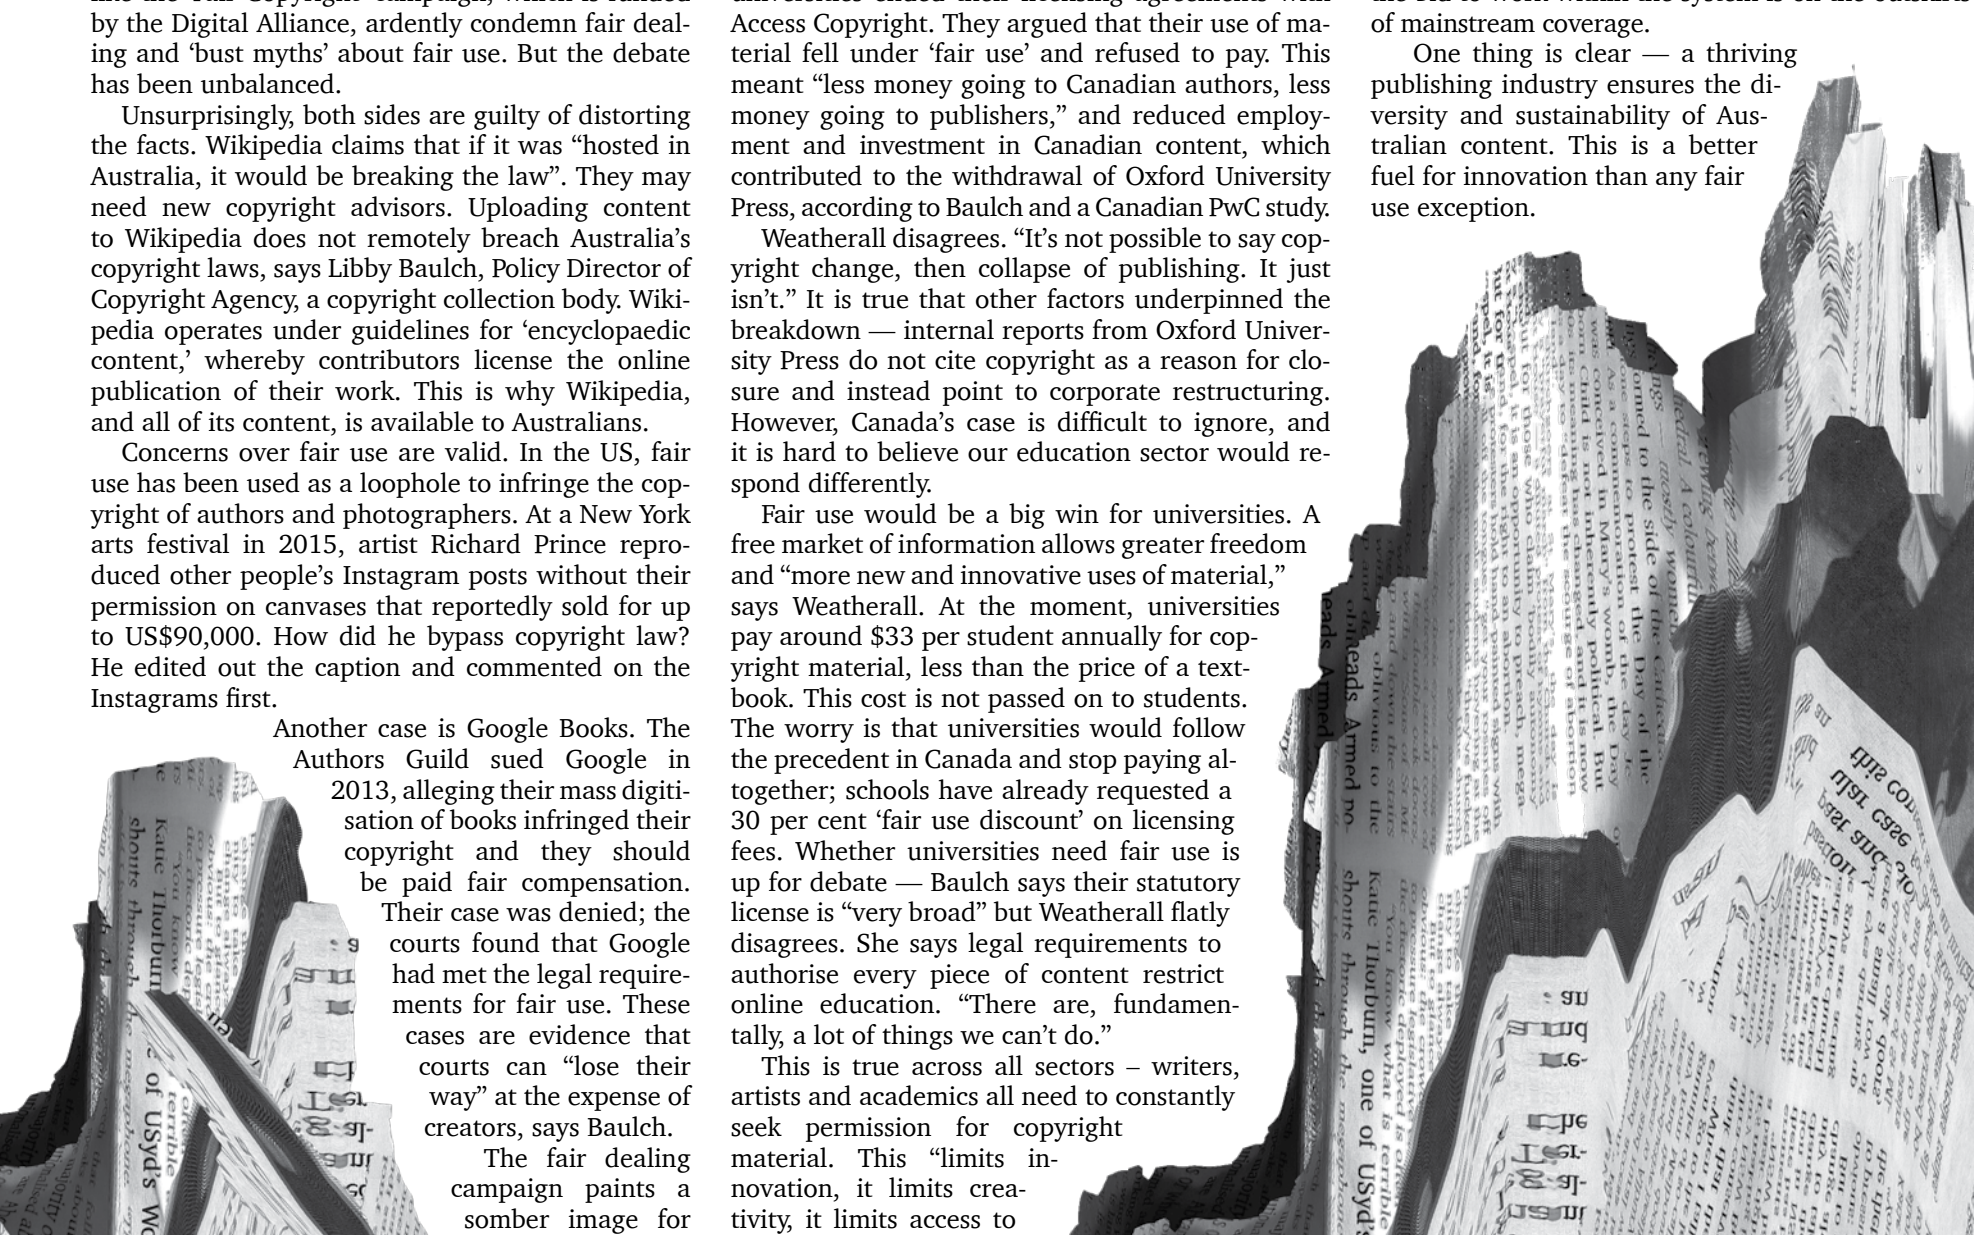 by the Digital Alliance, ardently condemn fair deal-
ing and ‘bust myths’ about fair use. But the debate
has been unbalanced.
Unsurprisingly, both sides are guilty of distorting
the facts. Wikipedia claims that if it was “hosted in
Australia, it would be breaking the law”. They may
need new copyright advisors. Uploading content
to Wikipedia does not remotely breach Australia’s
copyright laws, says Libby Baulch, Policy Director of
Copyright Agency, a copyright collection body. Wiki-
pedia operates under guidelines for ‘encyclopaedic
content,’ whereby contributors license the online
publication of their work. This is why Wikipedia,
and all of its content, is available to Australians.
Concerns over fair use are valid. In the US, fair
use has been used as a loophole to infringe the cop-
yright of authors and photographers. At a New York
arts festival in 2015, artist Richard Prince repro-
duced other people’s Instagram posts without their
permission on canvases that reportedly sold for up
to US$90,000. How did he bypass copyright law?
He edited out the caption and commented on the
Instagrams first.
Another case is Google Books. The
Authors Guild sued Google in
2013, alleging their mass digiti-
sation of books infringed their
copyright and they should
be paid fair compensation.
Their case was denied; the
courts found that Google
had met the legal require-
ments for fair use. These
cases are evidence that
courts can “lose their
way” at the expense of
creators, says Baulch.
The fair dealing
campaign paints a
somber image for
universities ended their licensing agreements with
Access Copyright. They argued that their use of ma-
terial fell under ‘fair use’ and refused to pay. This
meant “less money going to Canadian authors, less
money going to publishers,” and reduced employ-
ment and investment in Canadian content, which
contributed to the withdrawal of Oxford University
Press, according to Baulch and a Canadian PwC study.
Weatherall disagrees. “It’s not possible to say cop-
yright change, then collapse of publishing. It just
isn’t.” It is true that other factors underpinned the
breakdown — internal reports from Oxford Univer-
sity Press do not cite copyright as a reason for clo-
sure and instead point to corporate restructuring.
However, Canada’s case is difficult to ignore, and
it is hard to believe our education sector would re-
spond differently.
Fair use would be a big win for universities. A
free market of information allows greater freedom
and “more new and innovative uses of material,”
says Weatherall. At the moment, universities
pay around $33 per student annually for cop-
yright material, less than the price of a text-
book. This cost is not passed on to students.
The worry is that universities would follow
the precedent in Canada and stop paying al-
together; schools have already requested a
30 per cent ‘fair use discount’ on licensing
fees. Whether universities need fair use is
up for debate — Baulch says their statutory
license is “very broad” but Weatherall flatly
disagrees. She says legal requirements to
authorise every piece of content restrict
online education. “There are, fundamen-
tally, a lot of things we can’t do.”
This is true across all sectors – writers,
artists and academics all need to constantly
seek permission for copyright
material. This “limits in-
novation, it limits crea-
tivity, it limits access to
of mainstream coverage.
One thing is clear — a thriving
publishing industry ensures the di-
versity and sustainability of Aus-
tralian content. This is a better
fuel for innovation than any fair
use exception.